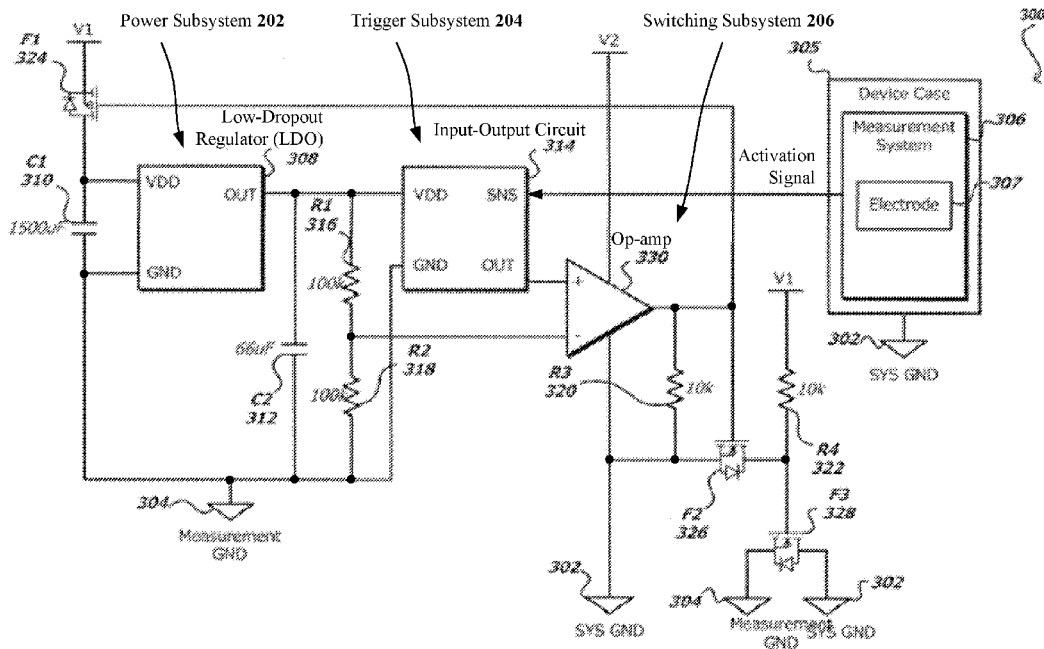 Power Subsystem 202
Trigger Subsystem 204
Switching Subsystem 206
300
F1
324
V1
V2
305
Device Case
Measurement
System
306
307
Electrode
Low-Dropout
Regulator (LDO)
308
Input-Output Circuit
314
Activation
Signal
C1
310
1500uF
VDD
OUT
GND
R1
316
100k
VDD
SNS
GND
OUT
Op-amp
330
+
-
V1
302
SYS GND
66uF
C2
312
100k
R2
318
R3
320
10k
10k
R4
322
304
Measurement
GND
F2
326
F3
328
302
SYS GND
304
Measurement
GND
302
SYS GND